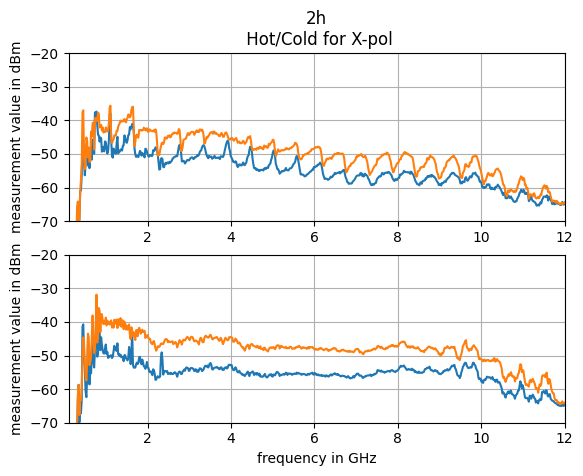 2h
Hot/Cold for X-pol
measurement value in dBm
−20
−30
−40
−50
−60
−70
2 4 6 8 10 12
measurement value in dBm
−20
−30
−40
−50
−60
−70
2 4 6 8 10 12
frequency in GHz